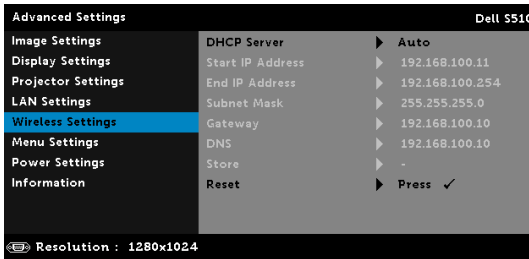 Advanced Settings Dell S510
Image Settings
Display Settings
Projector Settings
LAN Settings
Wireless Settings
Menu Settings
Power Settings
Information
DHCP Server Auto
Start IP Address 192.168.100.11
End IP Address 192.168.100.254
Subnet Mask 255.255.255.0
Gateway 192.168.100.10
DNS 192.168.100.10
Store -
Reset Press ✓
Resolution : 1280x1024